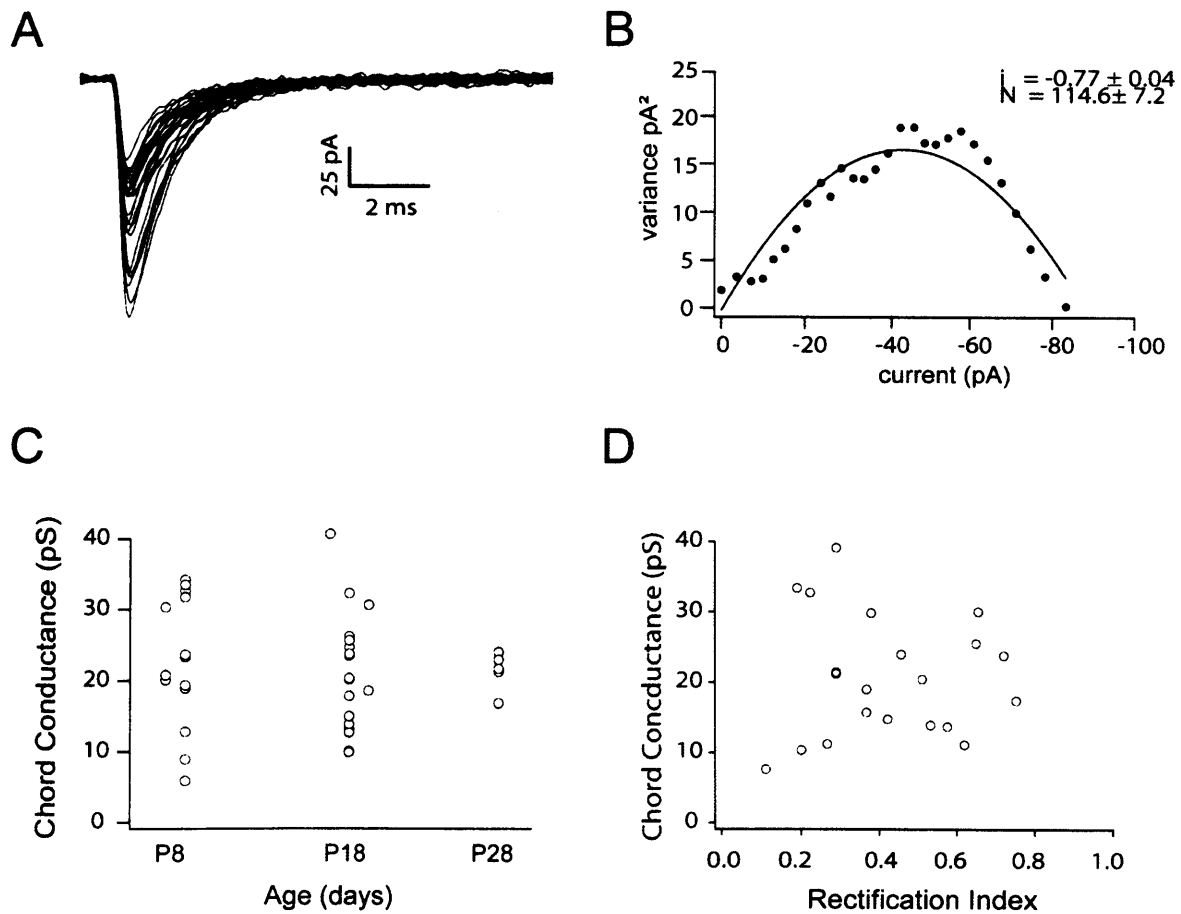 A
25 pA
2 ms
B
i = -0.77 ± 0.04
N = 114.6± 7.2
25
20
15
10
5
0
variance pA²
0 -20 -40 -60 -80 -100
current (pA)
C
40
30
20
10
0
Chord Conductance (pS)
P8 P18 P28
Age (days)
D
40
30
20
10
0
Chord Concductance (pS)
0.0 0.2 0.4 0.6 0.8 1.0
Rectification Index